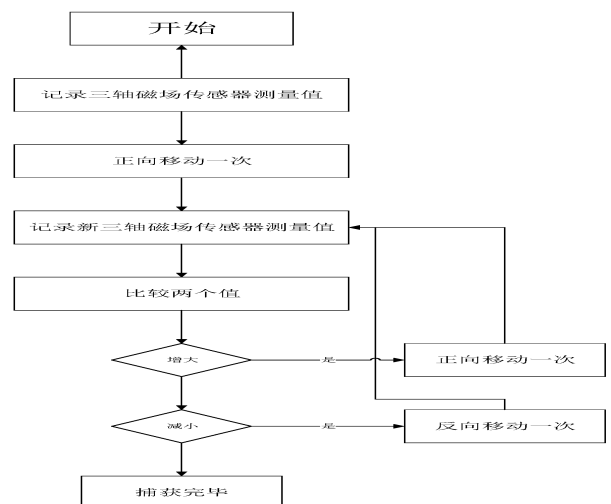 开始
记录三轴磁场传感器测量值
正向移动一次
记录新三轴磁场传感器测量值
比较两个值
增大
是
正向移动一次
减小
是
反向移动一次
捕获完毕